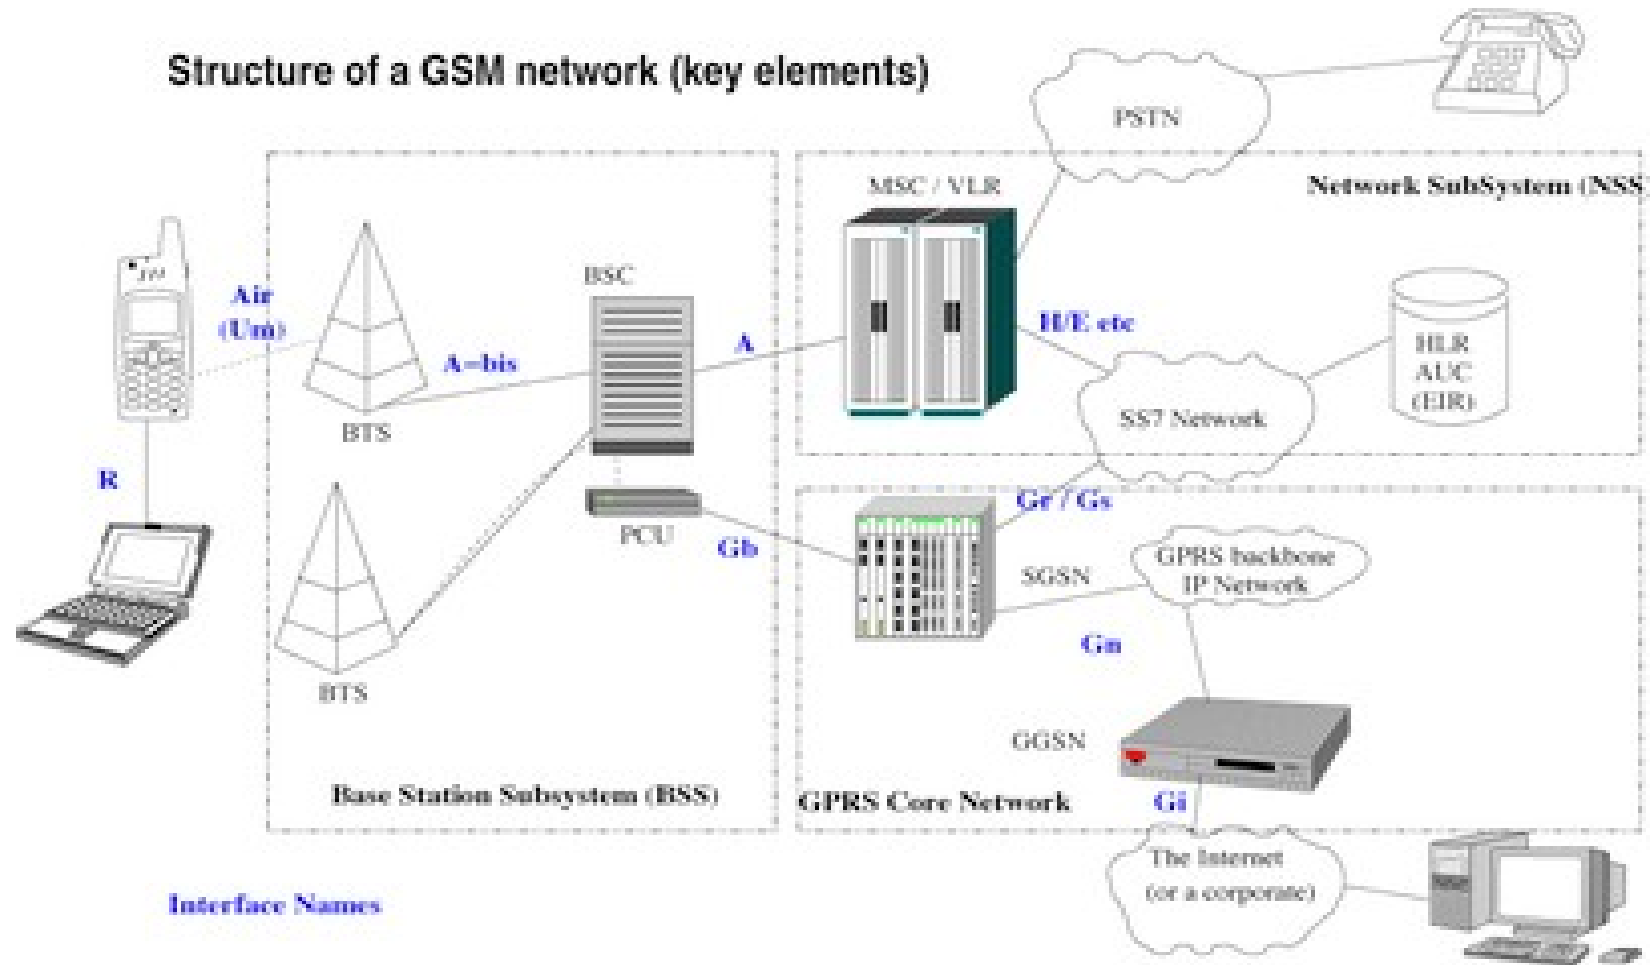 Structure of a GSM network (key elements)
PSTN
MSC / VLR
Network SubSystem (NSS
BSC
Air
(Um)
A-bis
A
H/E etc
HLR
AUC
(EIR)
SS7 Network
BTS
R
Gr / Gs
PCU
Gb
SGSN
GPRS backbone
IP Network
Gn
BTS
GGSN
Base Station Subsystem (BSS)
GPRS Core Network
Gi
The Internet
(or a corporate)
Interface Names